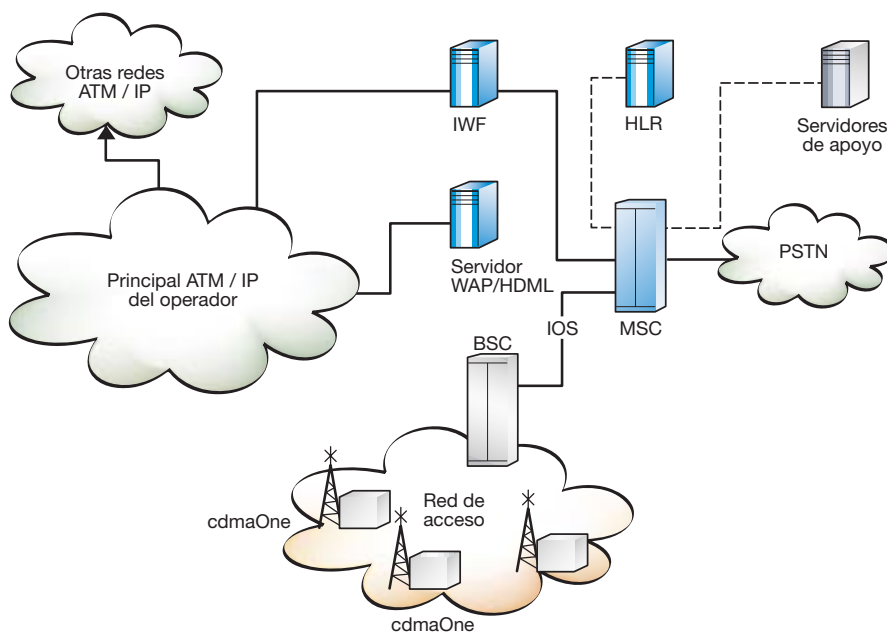 Otras redes
ATM / IP
IWF
HLR
Servidores
de apoyo
Principal ATM / IP
del operador
Servidor
WAP/HDML
PSTN
IOS
MSC
BSC
Red de
acceso
cdmaOne
cdmaOne